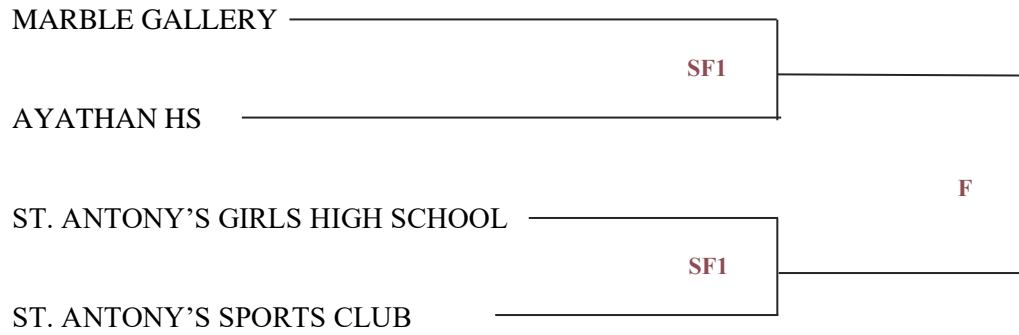 MARBLE GALLERY
SF1
AYATHAN HS
F
ST. ANTONY’S GIRLS HIGH SCHOOL
SF1
ST. ANTONY’S SPORTS CLUB